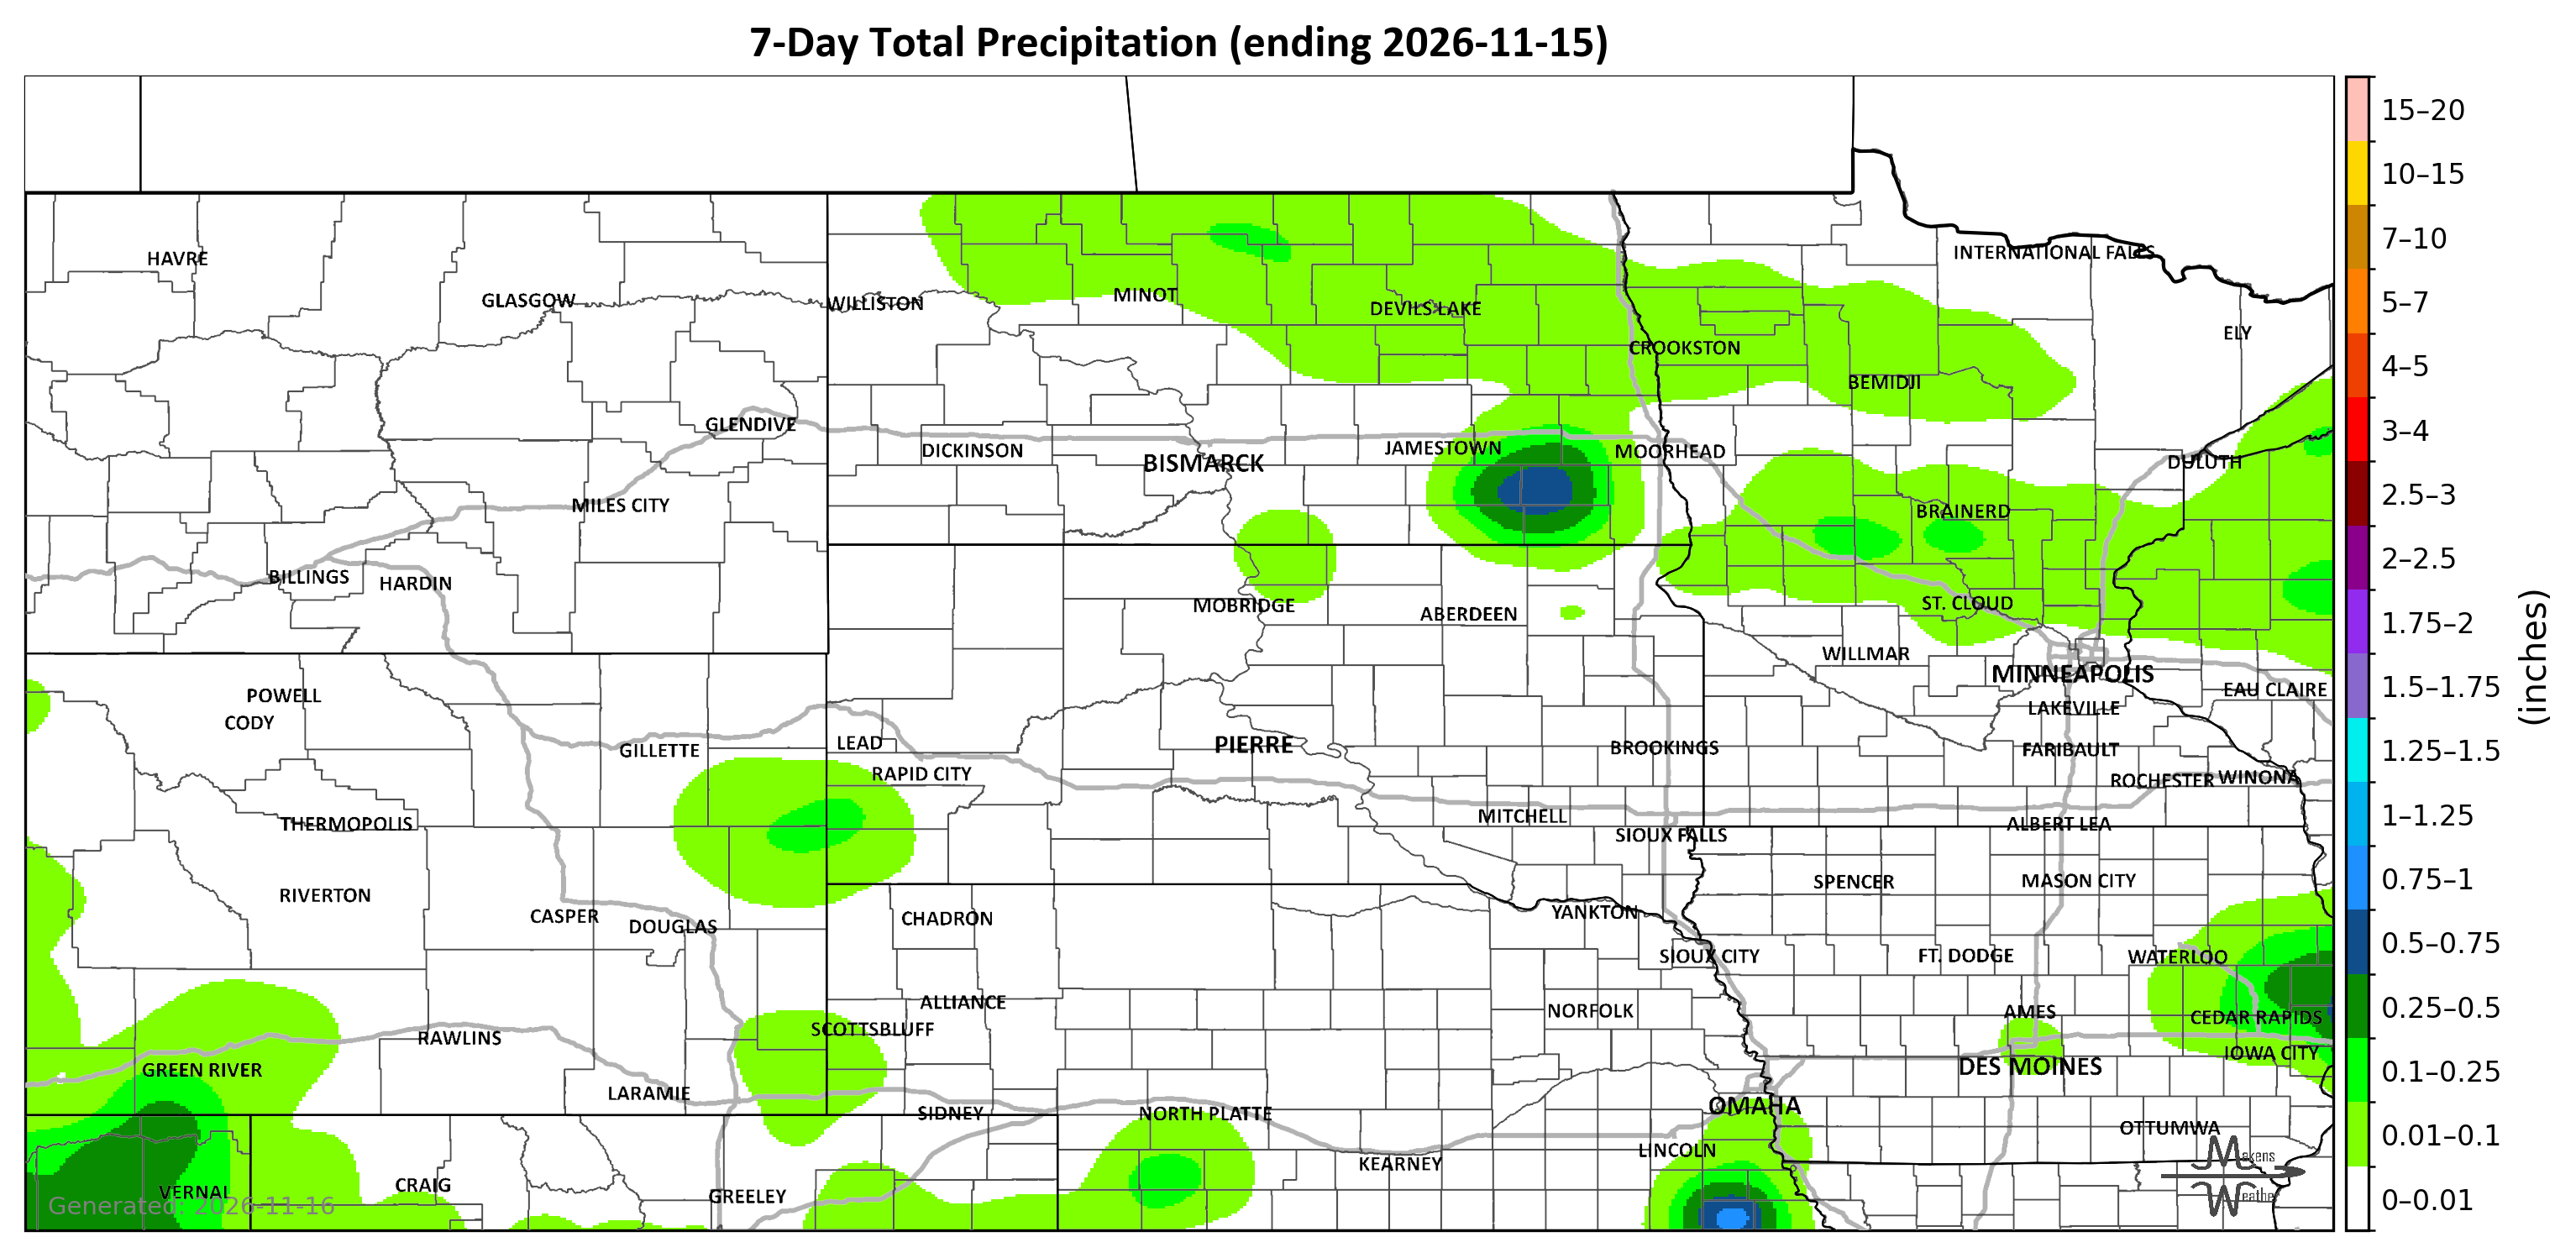 7-Day Total Precipitation (ending 2026-11-15)
HAVRE
INTERNATIONAL FALLS
GLASGOW
WILLISTON
MINOT
DEVILS LAKE
ELY
CROOKSTON
BEMIDJI
GLENDIVE
DICKINSON
BISMARCK
JAMESTOWN
MOORHEAD
DULUTH
MILES CITY
BRAINERD
BILLINGS
HARDIN
MOBRIDGE
ABERDEEN
ST. CLOUD
WILLMAR
MINNEAPOLIS
POWELL
CODY
EAU CLAIRE
LAKEVILLE
GILLETTE
LEAD
PIERRE
BROOKINGS
FARIBAULT
RAPID CITY
ROCHESTER
WINONA
THERMOPOLIS
MITCHELL
SIOUX FALLS
ALBERT LEA
RIVERTON
SPENCER
MASON CITY
CASPER
DOUGLAS
CHADRON
YANKTON
SIOUX CITY
FT. DODGE
WATERLOO
ALLIANCE
NORFOLK
AMES
CEDAR RAPIDS
SCOTTSBLUFF
RAWLINS
IOWA CITY
GREEN RIVER
DES MOINES
LARAMIE
SIDNEY
NORTH PLATTE
OMAHA
OTTUMWA
LINCOLN
KEARNEY
VERNAL
CRAIG
GREELEY
Generated: 2026-11-16
Makens
Weather
15–20
10–15
7–10
5–7
4–5
3–4
2.5–3
2–2.5
1.75–2
1.5–1.75
1.25–1.5
1–1.25
0.75–1
0.5–0.75
0.25–0.5
0.1–0.25
0.01–0.1
0–0.01
(inches)